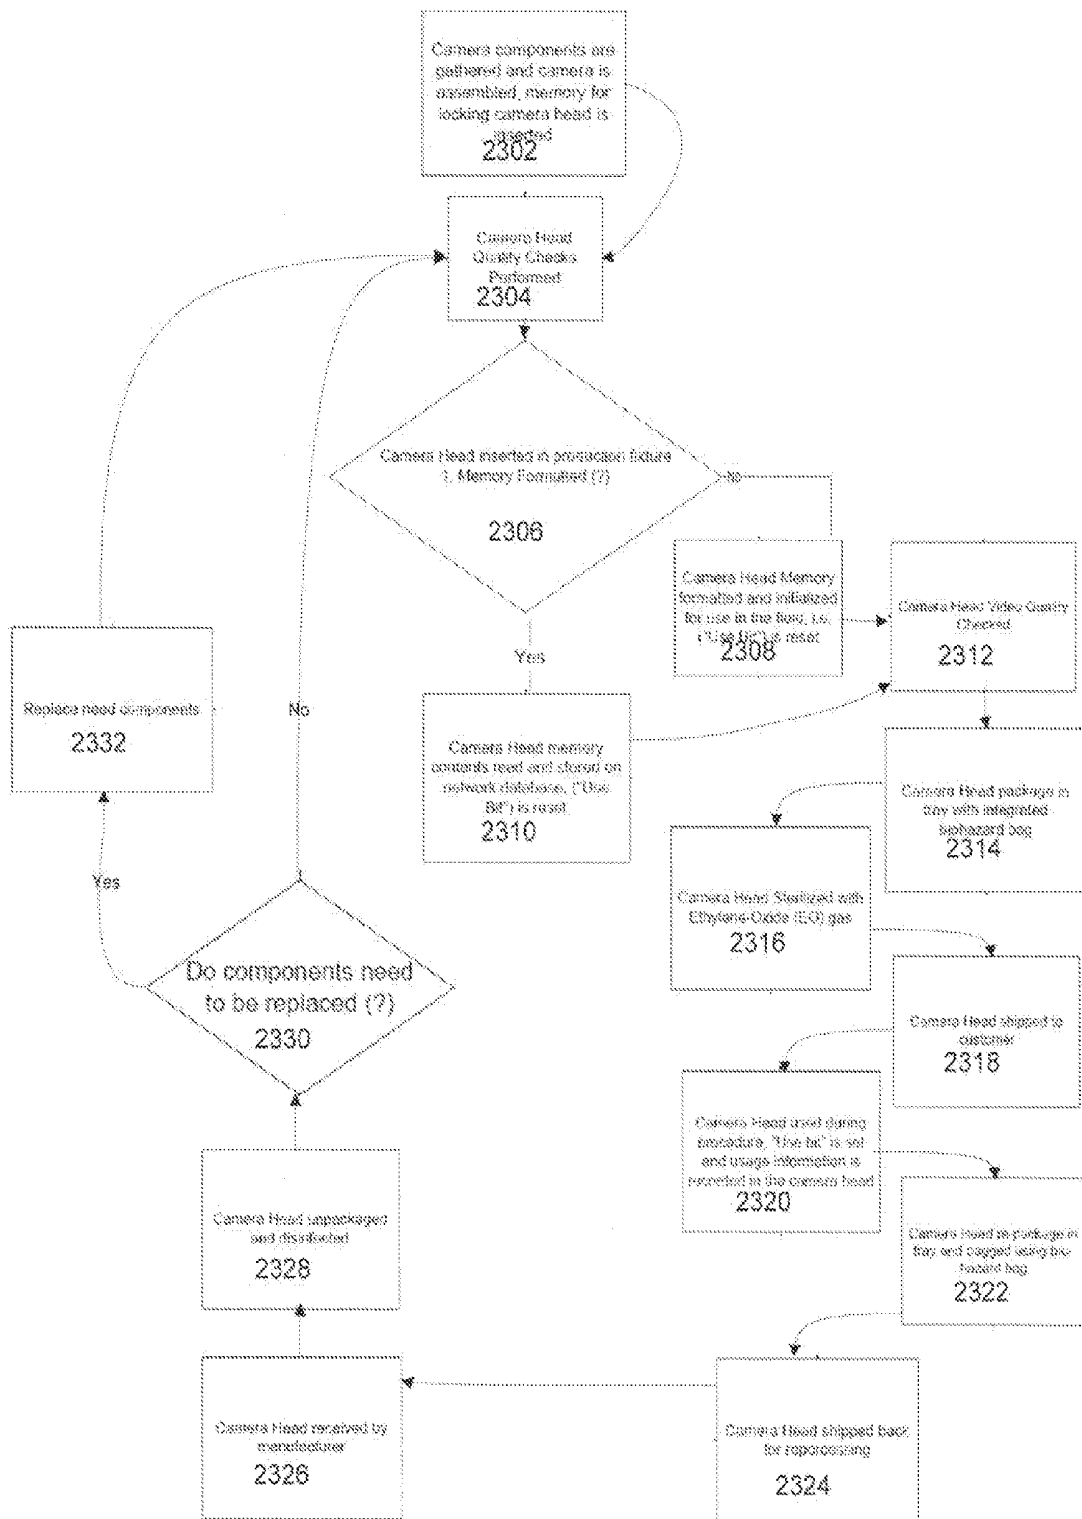 Camera components are
gathered and camera is
assembled, memory for
locking camera head is
inserted
2302
Camera Head
Quality Checks
Performed
2304
Camera Head inserted in production fixture
1. Memory Formatted (?)
2306
No
Yes
Camera Head Memory
formatted and initialized
for use in the field, i.e.
("Use Bit") is reset
2308
Camera Head Video Quality
Checked
2312
Camera Head memory
contents read and stored on
network database, ("Use
Bit") is reset
2310
Replace need components
2332
No
Yes
Camera Head package in
tray with integrated
biohazard bag
2314
Camera Head Sterilized with
Ethylene-Oxide (EO) gas
2316
Do components need
to be replaced (?)
2330
Camera Head shipped to
customer
2318
Camera Head used during
procedure, "Use bit" is set
and usage information is
recorded in the camera head
2320
Camera Head unpackaged
and disinfected
2328
Camera Head re-package in
tray and bagged using bio-
hazard bag
2322
Camera Head received by
manufacturer
2326
Camera Head shipped back
for reporcessing
2324